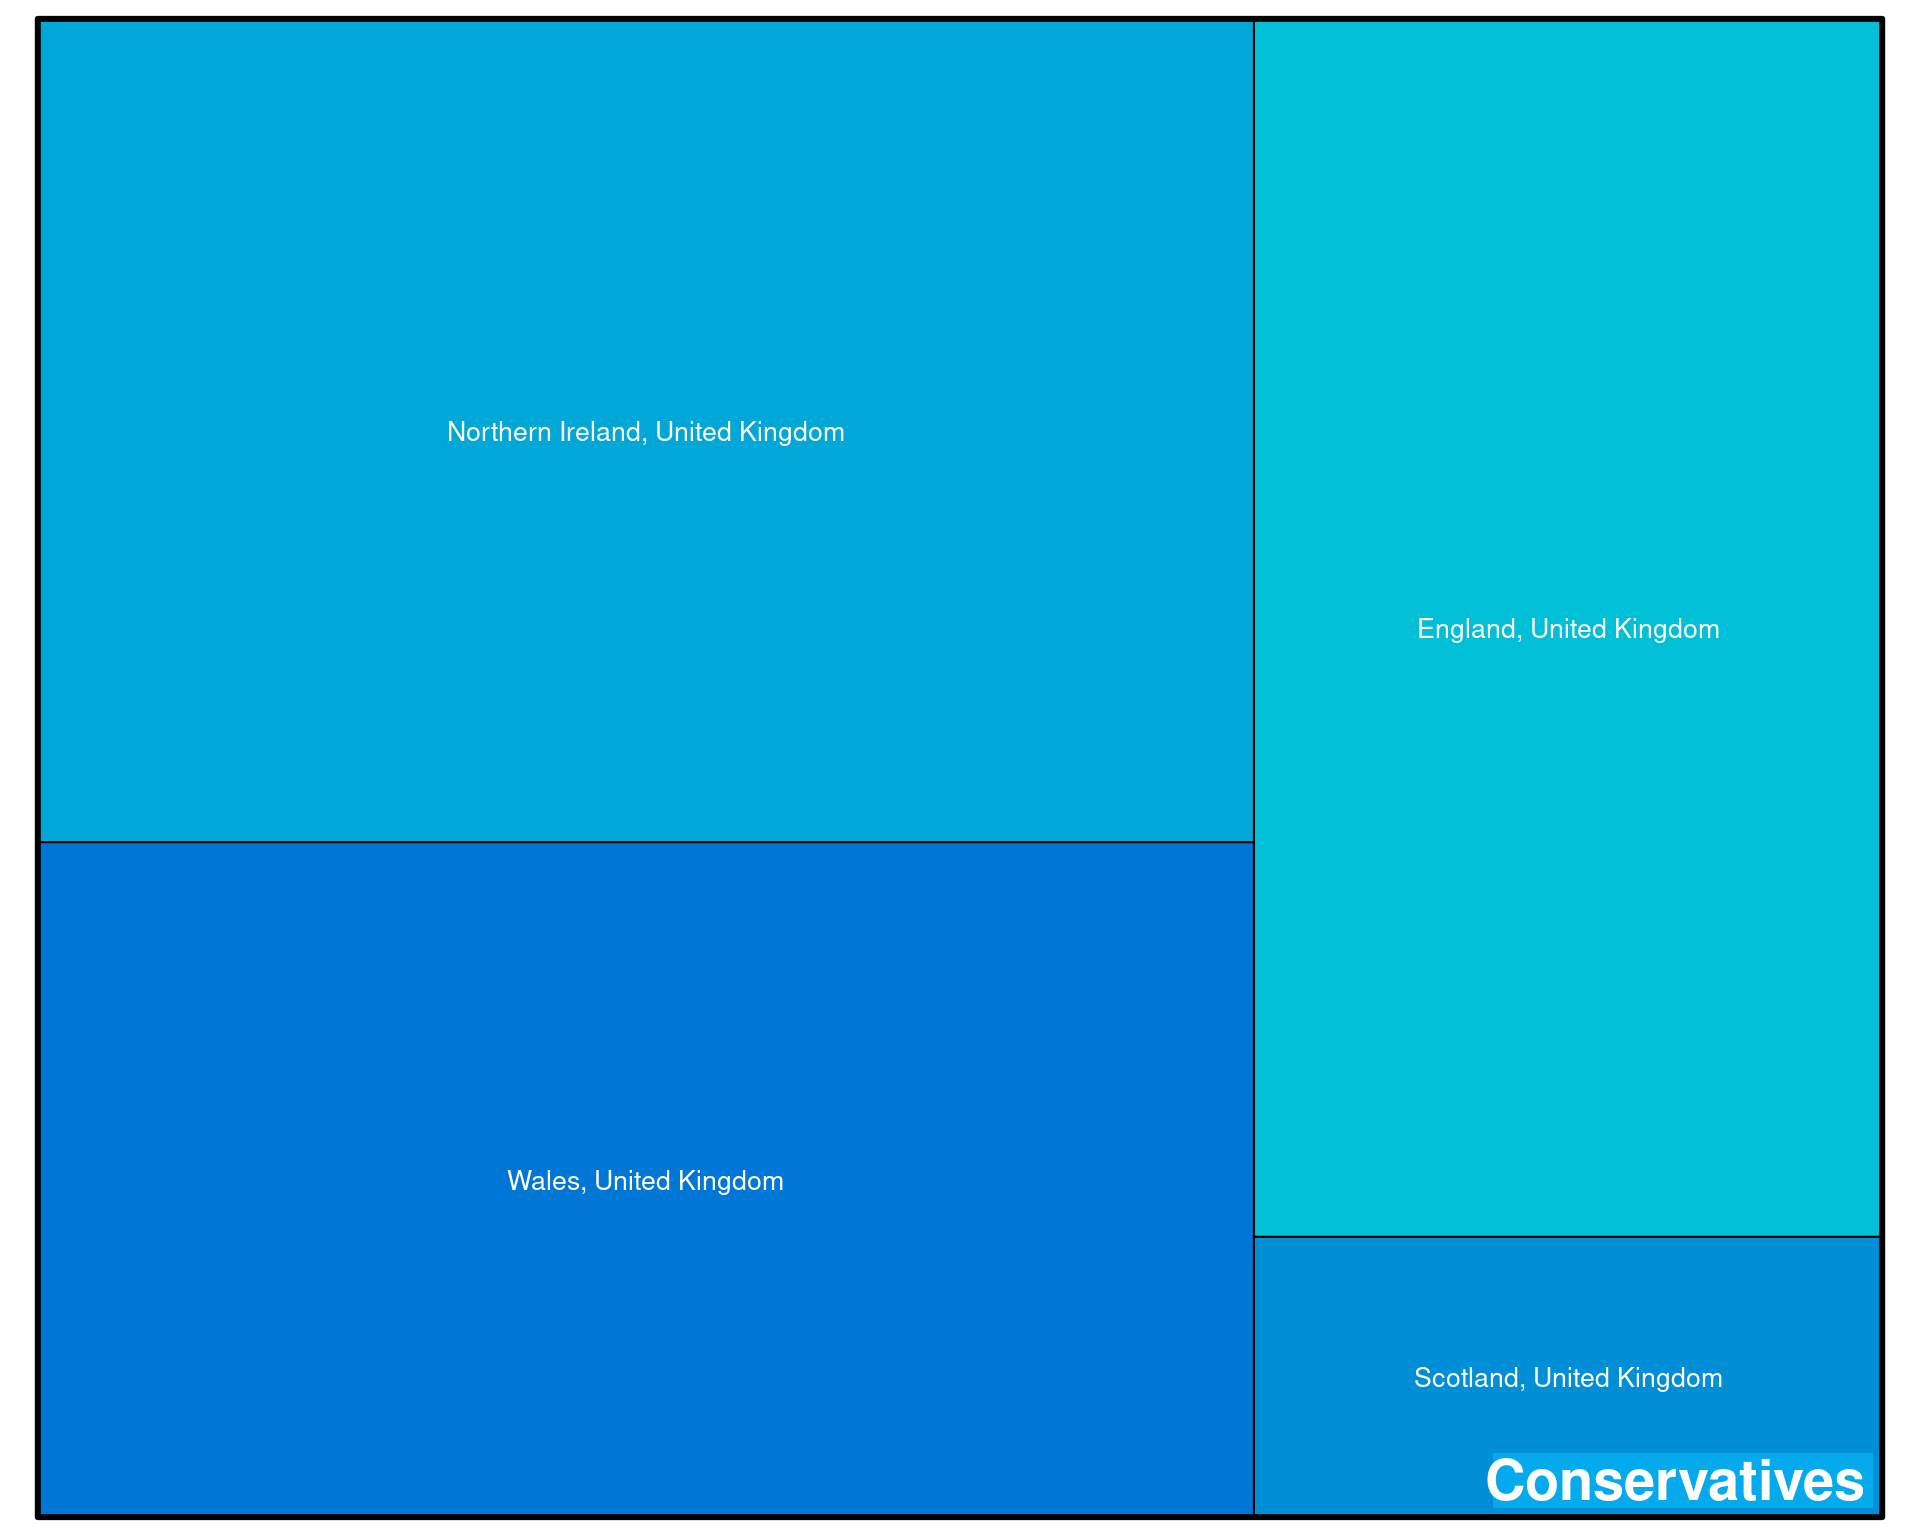 Northern Ireland, United Kingdom
England, United Kingdom
Wales, United Kingdom
Scotland, United Kingdom
Conservatives